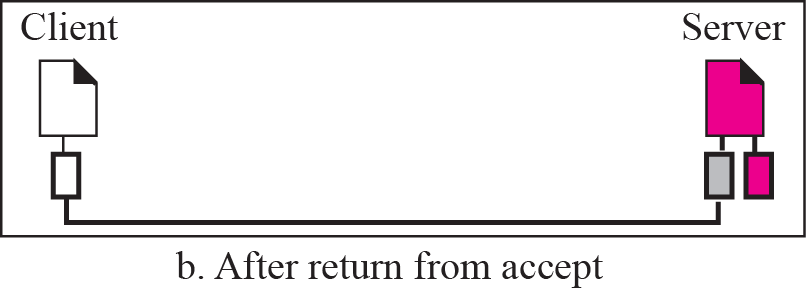 Client Server
b. After return from accept